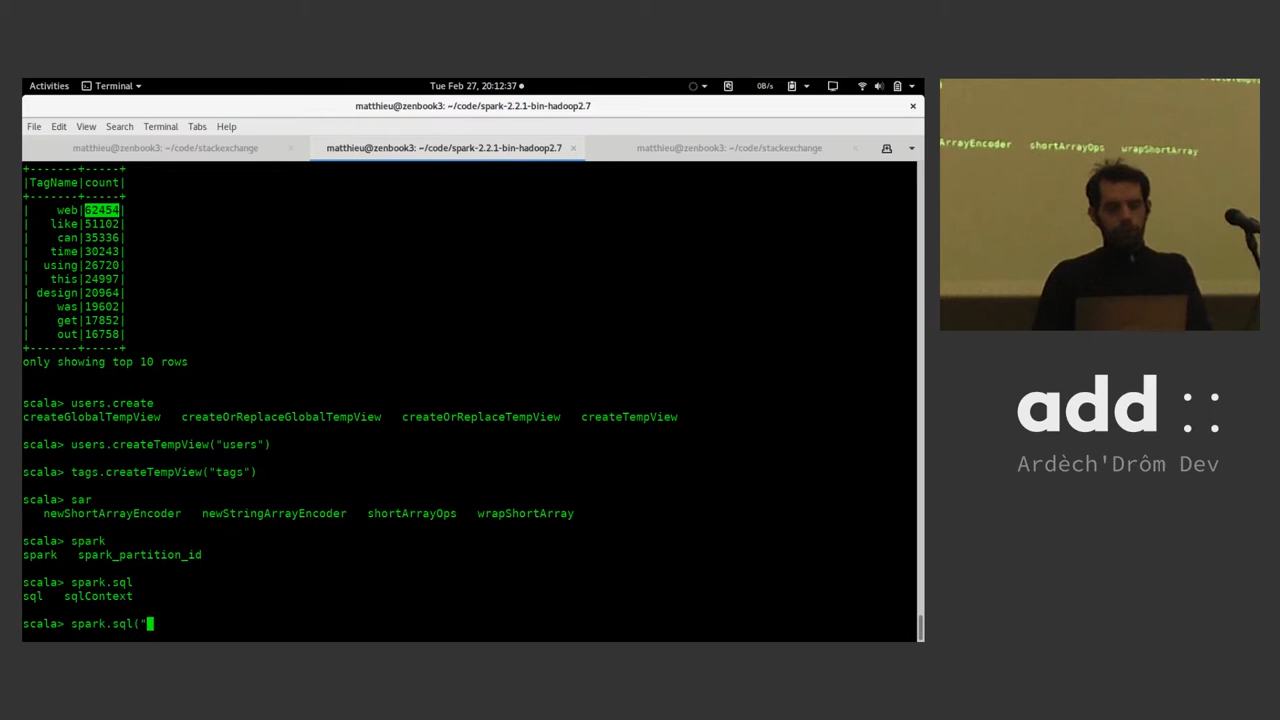 Activities Terminal Tue Feb 27, 20:12:37 0B/s
matthieu@zenbook3: ~/code/spark-2.2.1-bin-hadoop2.7
File Edit View Search Terminal Tabs Help
matthieu@zenbook3: ~/code/stackexchange matthieu@zenbook3: ~/code/spark-2.2.1-bin-hadoop2.7 matthieu@zenbook3: ~/code/stackexchange
+-------+-----+
|TagName|count|
+-------+-----+
| web|62454|
| like|51102|
| can|35336|
| time|30243|
| using|26720|
| this|24997|
| design|20964|
| was|19602|
| get|17852|
| out|16758|
+-------+-----+
only showing top 10 rows
scala> users.create
createGlobalTempView createOrReplaceGlobalTempView createOrReplaceTempView createTempView
scala> users.createTempView("users")
scala> tags.createTempView("tags")
scala> sar
newShortArrayEncoder newStringArrayEncoder shortArrayOps wrapShortArray
scala> spark
spark spark_partition_id
scala> spark.sql
sql sqlContext
scala> spark.sql("
ArrayEncoder shortArrayOps wrapShortArray
add ::
Ardèch'Drôm Dev